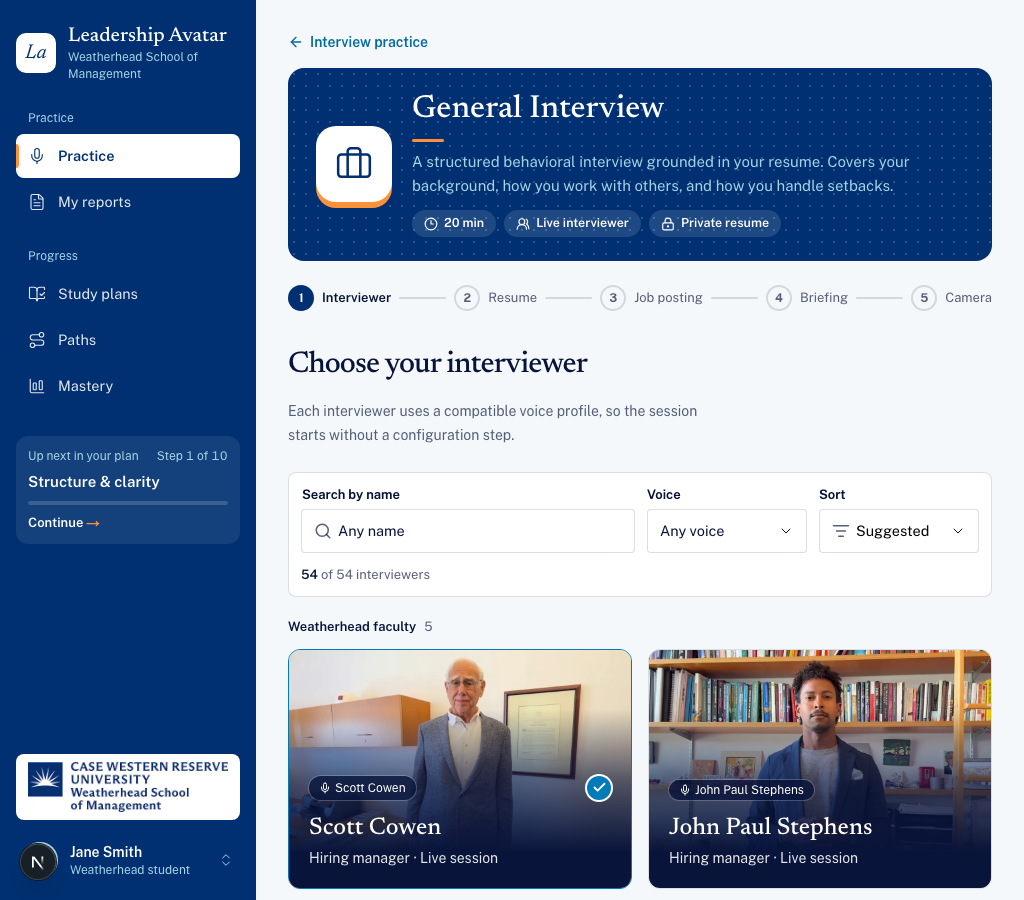 La
Leadership Avatar
Weatherhead School of
Management
Practice
Practice
My reports
Progress
Study plans
Paths
Mastery
Up next in your plan
Step 1 of 10
Structure & clarity
Continue →
CASE WESTERN RESERVE
UNIVERSITY
Weatherhead School
of Management
N
Jane Smith
Weatherhead student
← Interview practice
General Interview
A structured behavioral interview grounded in your resume. Covers your
background, how you work with others, and how you handle setbacks.
20 min
Live interviewer
Private resume
1 Interviewer
2 Resume
3 Job posting
4 Briefing
5 Camera
Choose your interviewer
Each interviewer uses a compatible voice profile, so the session
starts without a configuration step.
Search by name
Voice
Sort
Any name
Any voice
Suggested
54 of 54 interviewers
Weatherhead faculty 5
Scott Cowen
Scott Cowen
Hiring manager · Live session
John Paul Stephens
John Paul Stephens
Hiring manager · Live session